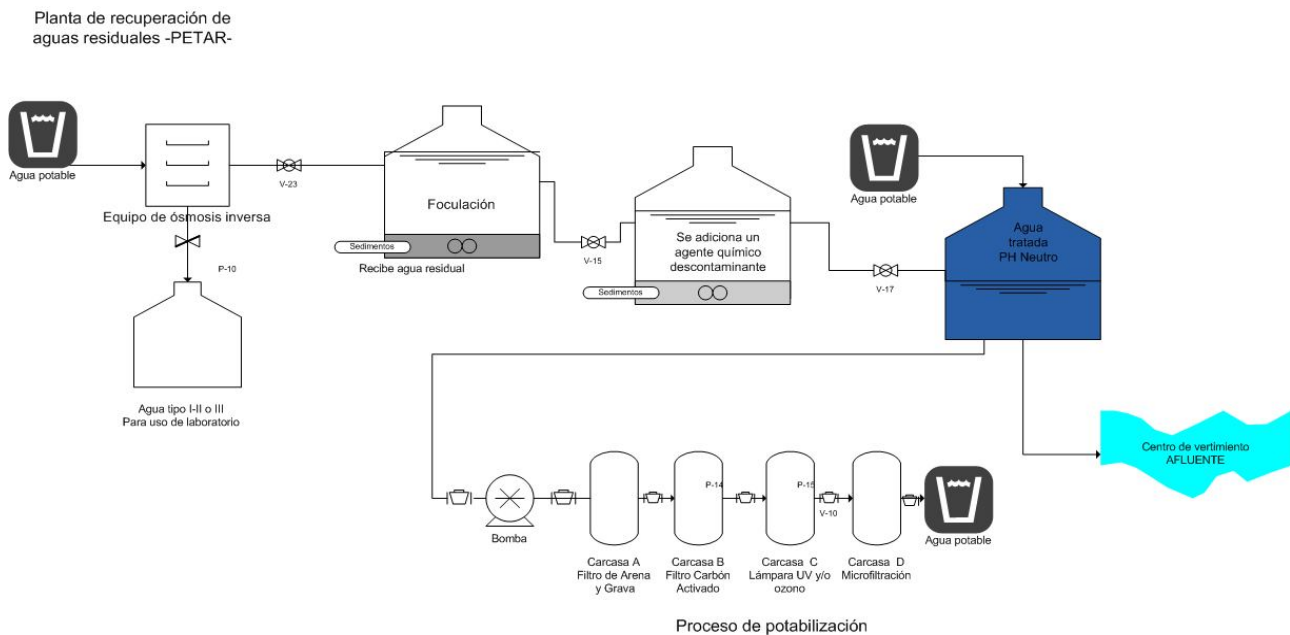 Planta de recuperación de
aguas residuales -PETAR-
Agua potable
Equipo de ósmosis inversa
V-23
P-10
Agua tipo I-II o III
Para uso de laboratorio
Foculación
Sedimentos
Recibe agua residual
V-15
Se adiciona un
agente químico
descontaminante
Sedimentos
V-17
Agua potable
Agua
tratada
PH Neutro
Centro de vertimiento
AFLUENTE
Bomba
Carcasa A
Filtro de Arena
y Grava
P-14
Carcasa B
Filtro Carbón
Activado
P-15
Carcasa C
Lámpara UV y/o
ozono
V-10
Carcasa D
Microfiltración
Agua potable
Proceso de potabilización